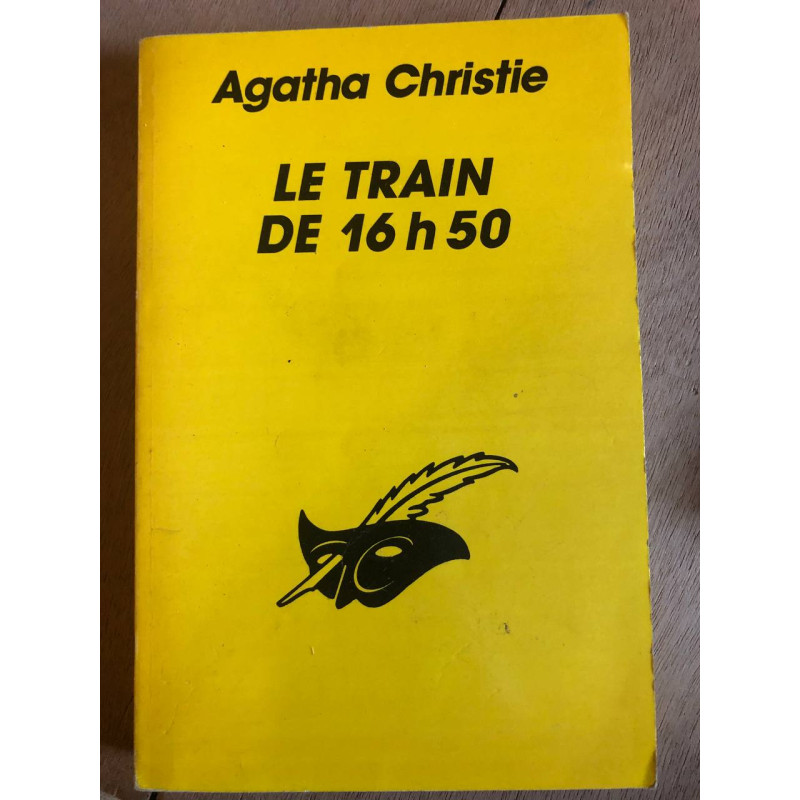 Agatha Christie
LE TRAIN
DE 16 h 50